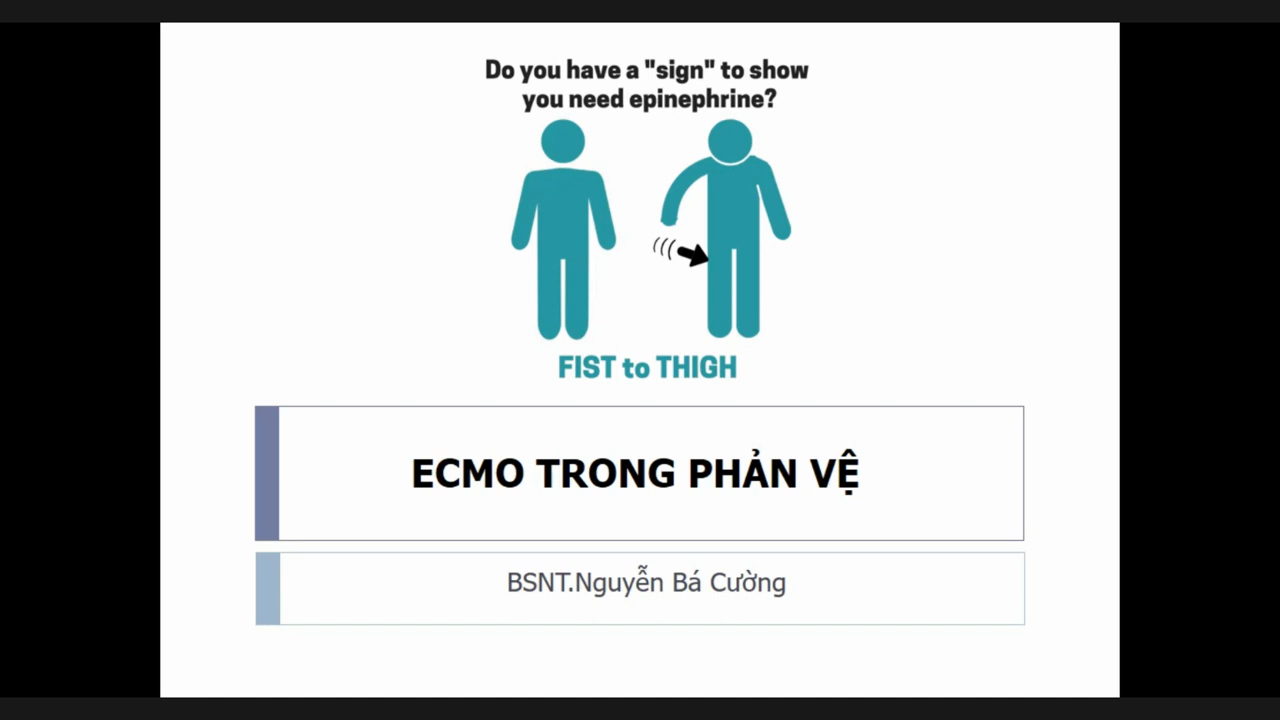 Do you have a "sign" to show
you need epinephrine?
FIST to THIGH
ECMO TRONG PHẢN VỆ
BSNT.Nguyễn Bá Cường